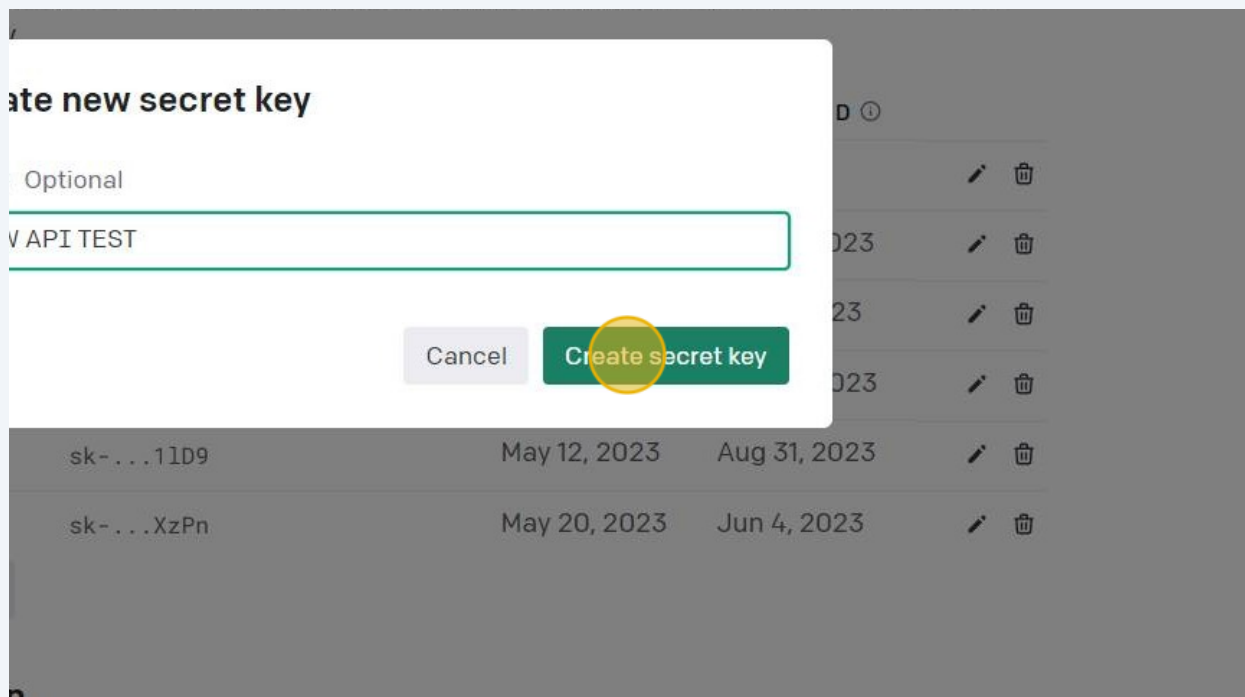 ate new secret key
D
Optional
W API TEST
023
23
Cancel
Create secret key
023
sk-...1lD9 May 12, 2023 Aug 31, 2023
sk-...XzPn May 20, 2023 Jun 4, 2023